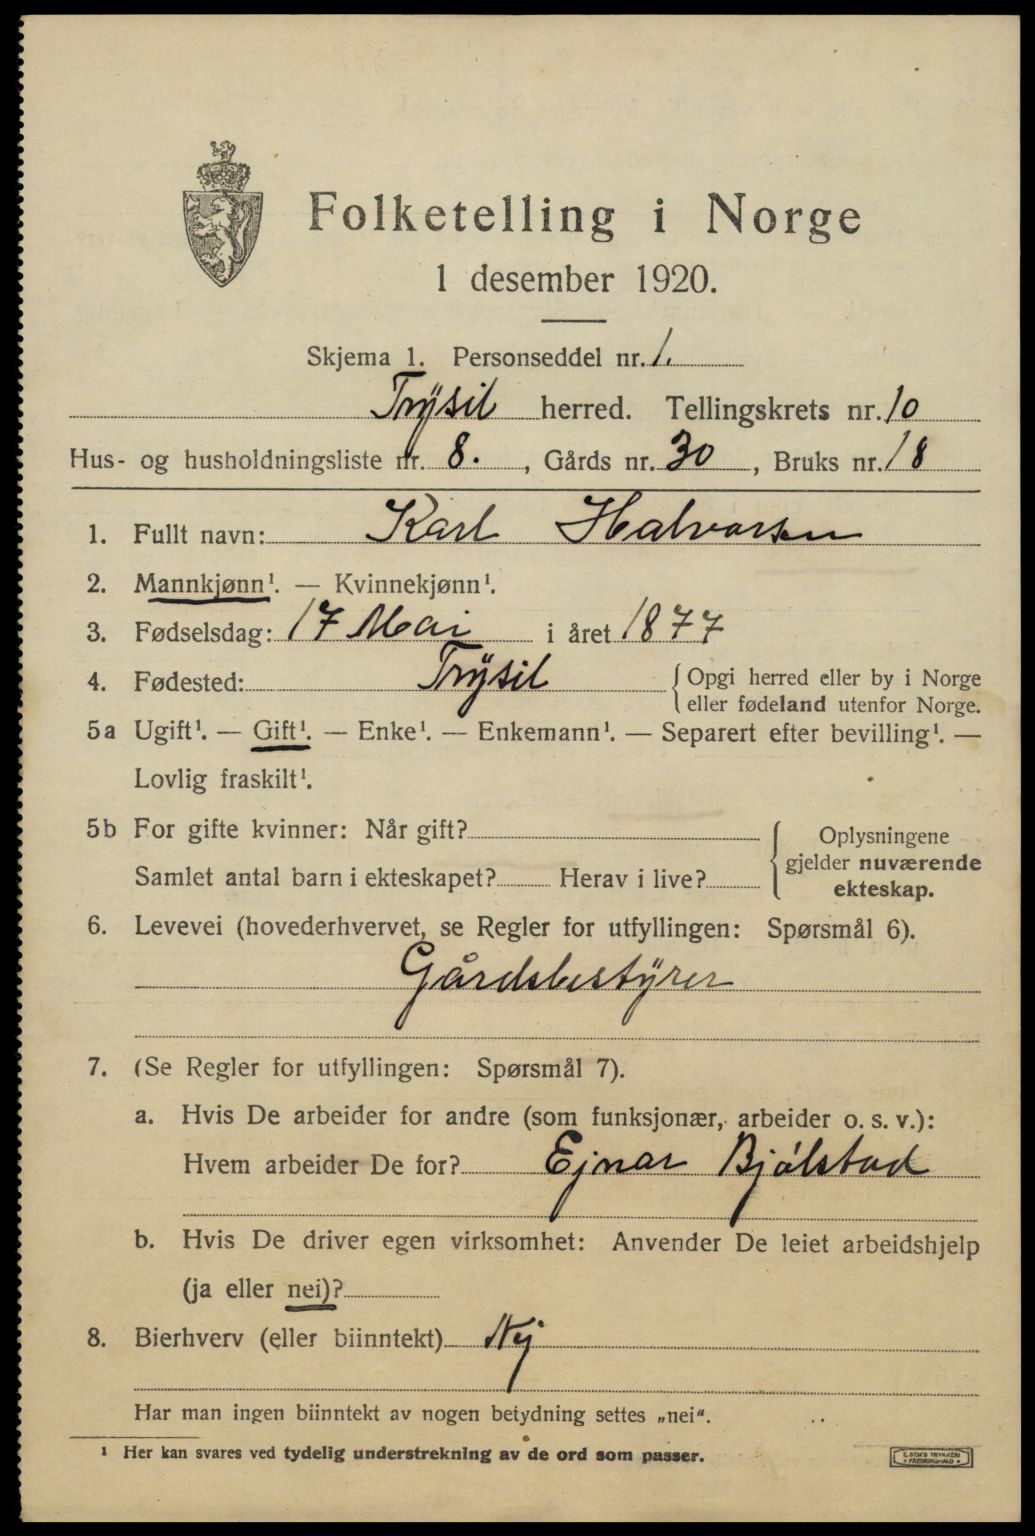 Folketelling i Norge
1 desember 1920.
Skjema 1. Personseddel nr. 1.
Trysil herred. Tellingskrets nr. 10
Hus- og husholdningsliste nr. 8., Gårds nr. 30, Bruks nr. 18
1. Fullt navn: Karl Halvorsen
2. Mannkjønn¹. — Kvinnekjønn¹.
3. Fødselsdag: 17 Mai i året 1877
4. Fødested: Trysil { Opgi herred eller by i Norge
eller fødeland utenfor Norge.
5a Ugift¹. — Gift¹. — Enke¹. — Enkemann¹. — Separert efter bevilling¹. —
Lovlig fraskilt¹.
5b For gifte kvinner: Når gift?
Samlet antal barn i ekteskapet? Herav i live?
{ Oplysningene
gjelder nuværende
ekteskap.
6. Levevei (hovederhvervet, se Regler for utfyllingen: Spørsmål 6).
Gårdsbestyrer
7. (Se Regler for utfyllingen: Spørsmål 7).
a. Hvis De arbeider for andre (som funksjonær, arbeider o. s. v.):
Hvem arbeider De for? Ejnar Bjølstad
b. Hvis De driver egen virksomhet: Anvender De leiet arbeidshjelp
(ja eller nei)?
8. Bierhverv (eller biinntekt) Nej
Har man ingen biinntekt av nogen betydning settes „nei".
¹ Her kan svares ved tydelig understrekning av de ord som passer.
E. SEM'S TRYKKERI
FREDRIKSHALD